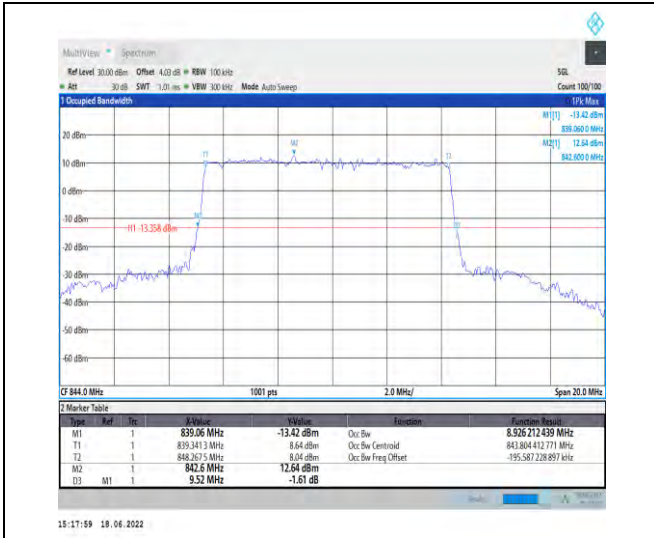 MultiView Spectrum
Ref Level 30.00 dBm Offset 4.03 dB RBW 100 kHz SGL
Att 30 dB SWT 1.01 ms VBW 300 kHz Mode Auto Sweep Count 100/100
1 Occupied Bandwidth 1Pk Max
M1[1] -13.42 dBm
839.060 0 MHz
M2[1] 12.64 dBm
842.600 0 MHz
20 dBm
M2
T1 T2
10 dBm
0 dBm
-10 dBm
M1
H1 -13.358 dBm
-20 dBm
-30 dBm
-40 dBm
-50 dBm
-60 dBm
CF 844.0 MHz 1001 pts 2.0 MHz/ Span 20.0 MHz
2 Marker Table
Type Ref Trc X-Value Y-Value Function Function Result
M1 1 839.06 MHz -13.42 dBm Occ Bw 8.926 212 439 MHz
T1 1 839.341 3 MHz 8.64 dBm Occ Bw Centroid 843.804 412 771 MHz
T2 1 848.267 5 MHz 8.04 dBm Occ Bw Freq Offset -195.587 228 897 kHz
M2 1 842.6 MHz 12.64 dBm
D3 M1 1 9.52 MHz -1.61 dB
15:17:59 18.06.2022